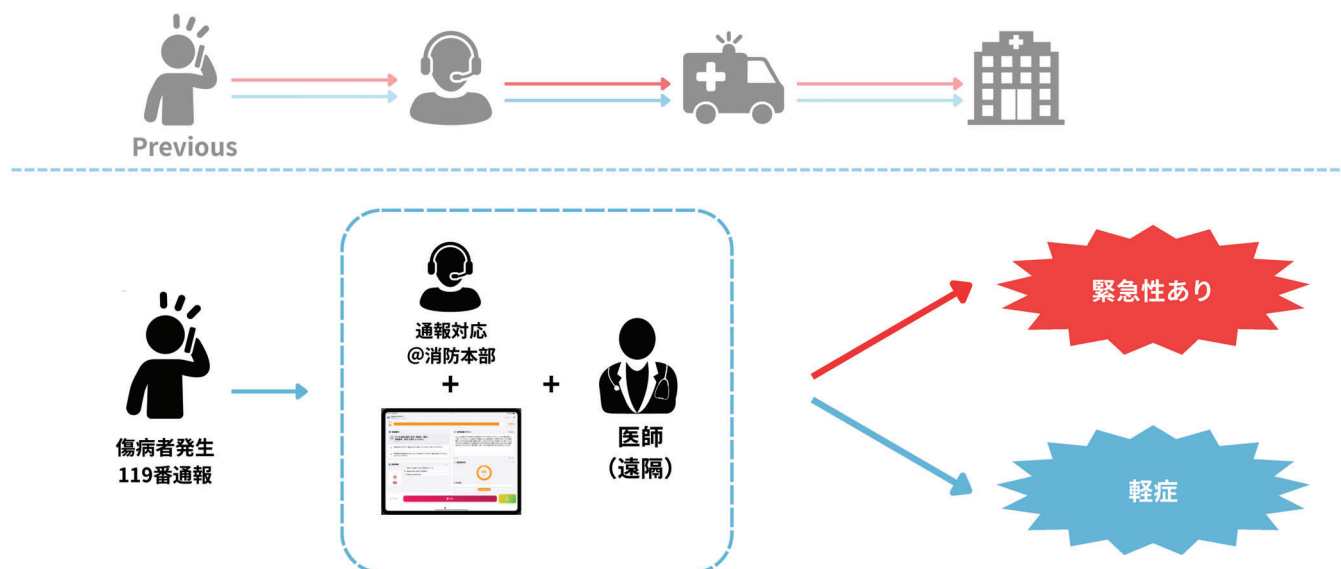 Previous
通報対応
@消防本部
+
+
傷病者発生
119番通報
医師
（遠隔）
緊急性あり
軽症